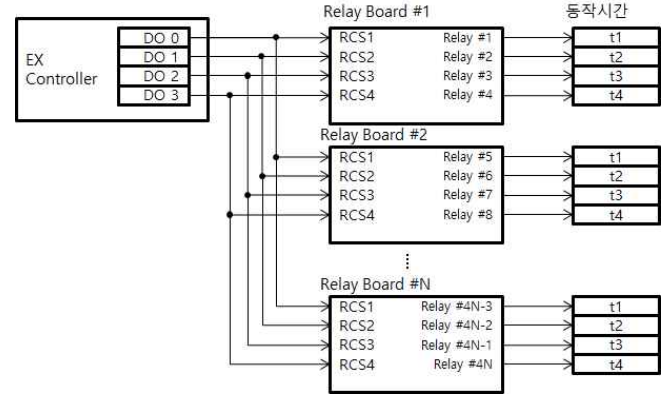 Relay Board #1 동작시간
EX Controller
DO 0
DO 1
DO 2
DO 3
RCS1 Relay #1 t1
RCS2 Relay #2 t2
RCS3 Relay #3 t3
RCS4 Relay #4 t4
Relay Board #2
RCS1 Relay #5 t1
RCS2 Relay #6 t2
RCS3 Relay #7 t3
RCS4 Relay #8 t4
Relay Board #N
RCS1 Relay #4N-3 t1
RCS2 Relay #4N-2 t2
RCS3 Relay #4N-1 t3
RCS4 Relay #4N t4